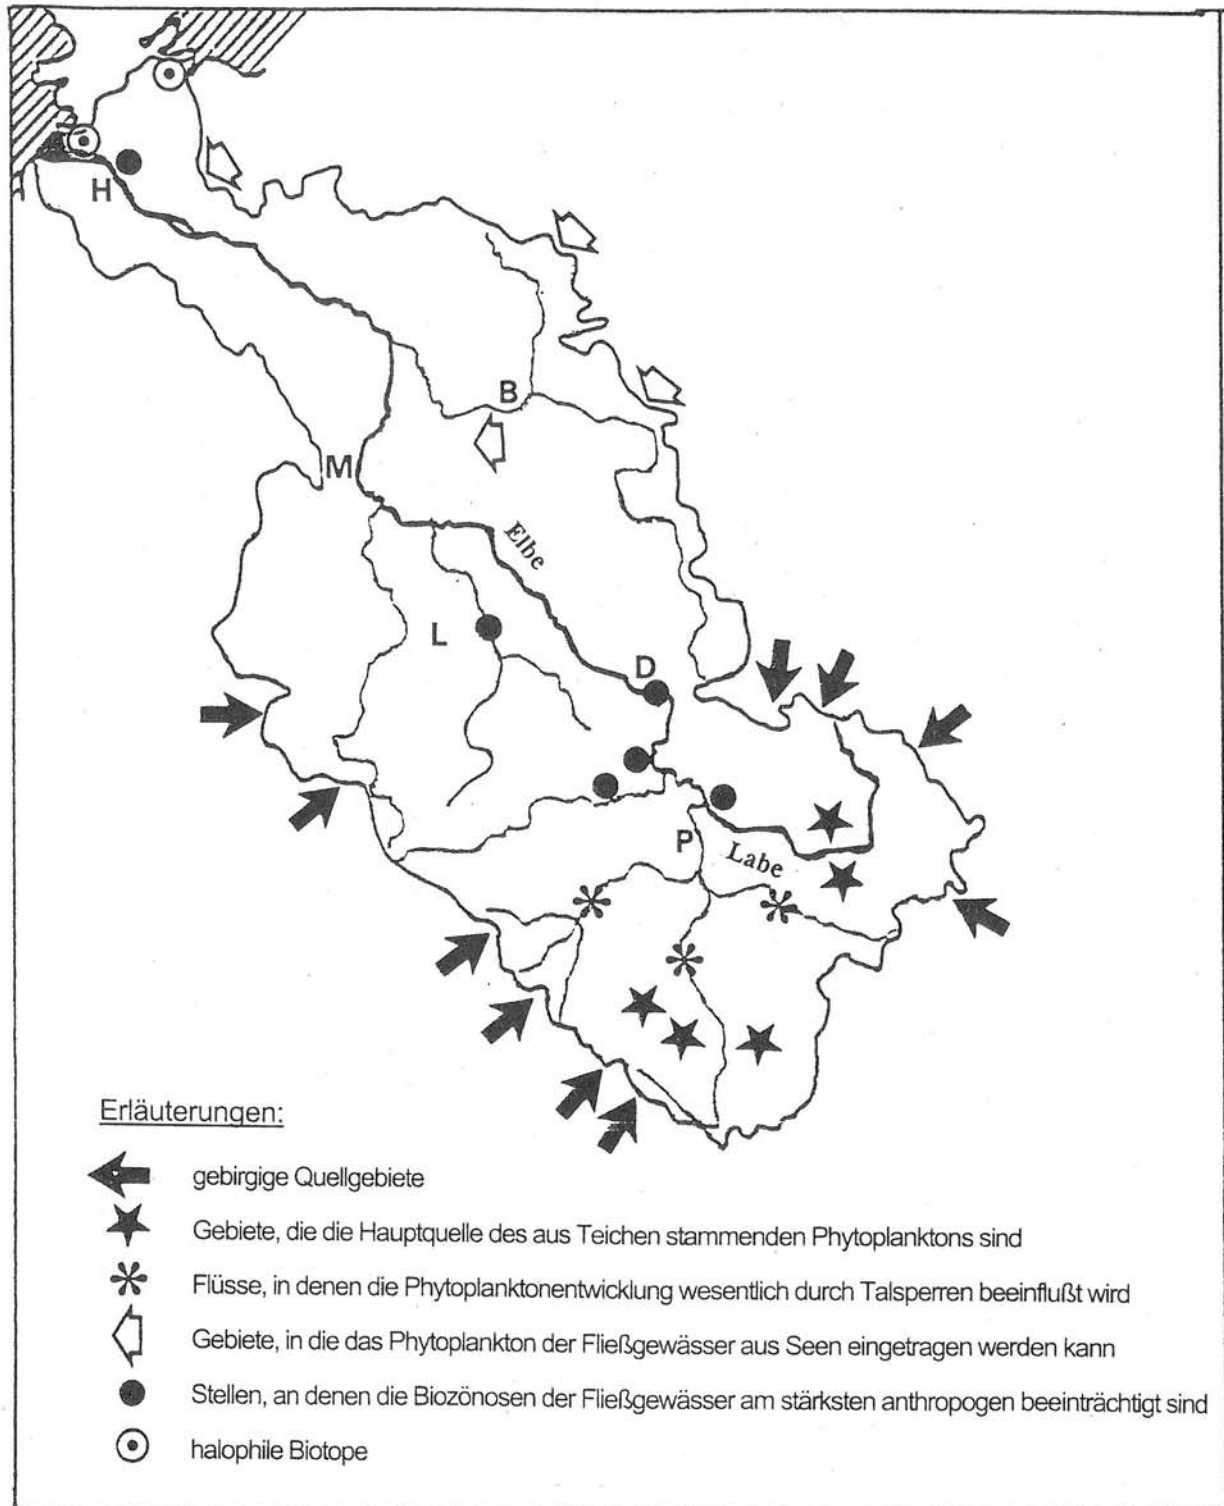 H
B
M
Elbe
L
D
P
Labe
Erläuterungen:
gebirgige Quellgebiete
Gebiete, die die Hauptquelle des aus Teichen stammenden Phytoplanktons sind
Flüsse, in denen die Phytoplanktonentwicklung wesentlich durch Talsperren beeinflußt wird
Gebiete, in die das Phytoplankton der Fließgewässer aus Seen eingetragen werden kann
Stellen, an denen die Biozönosen der Fließgewässer am stärksten anthropogen beeinträchtigt sind
halophile Biotope